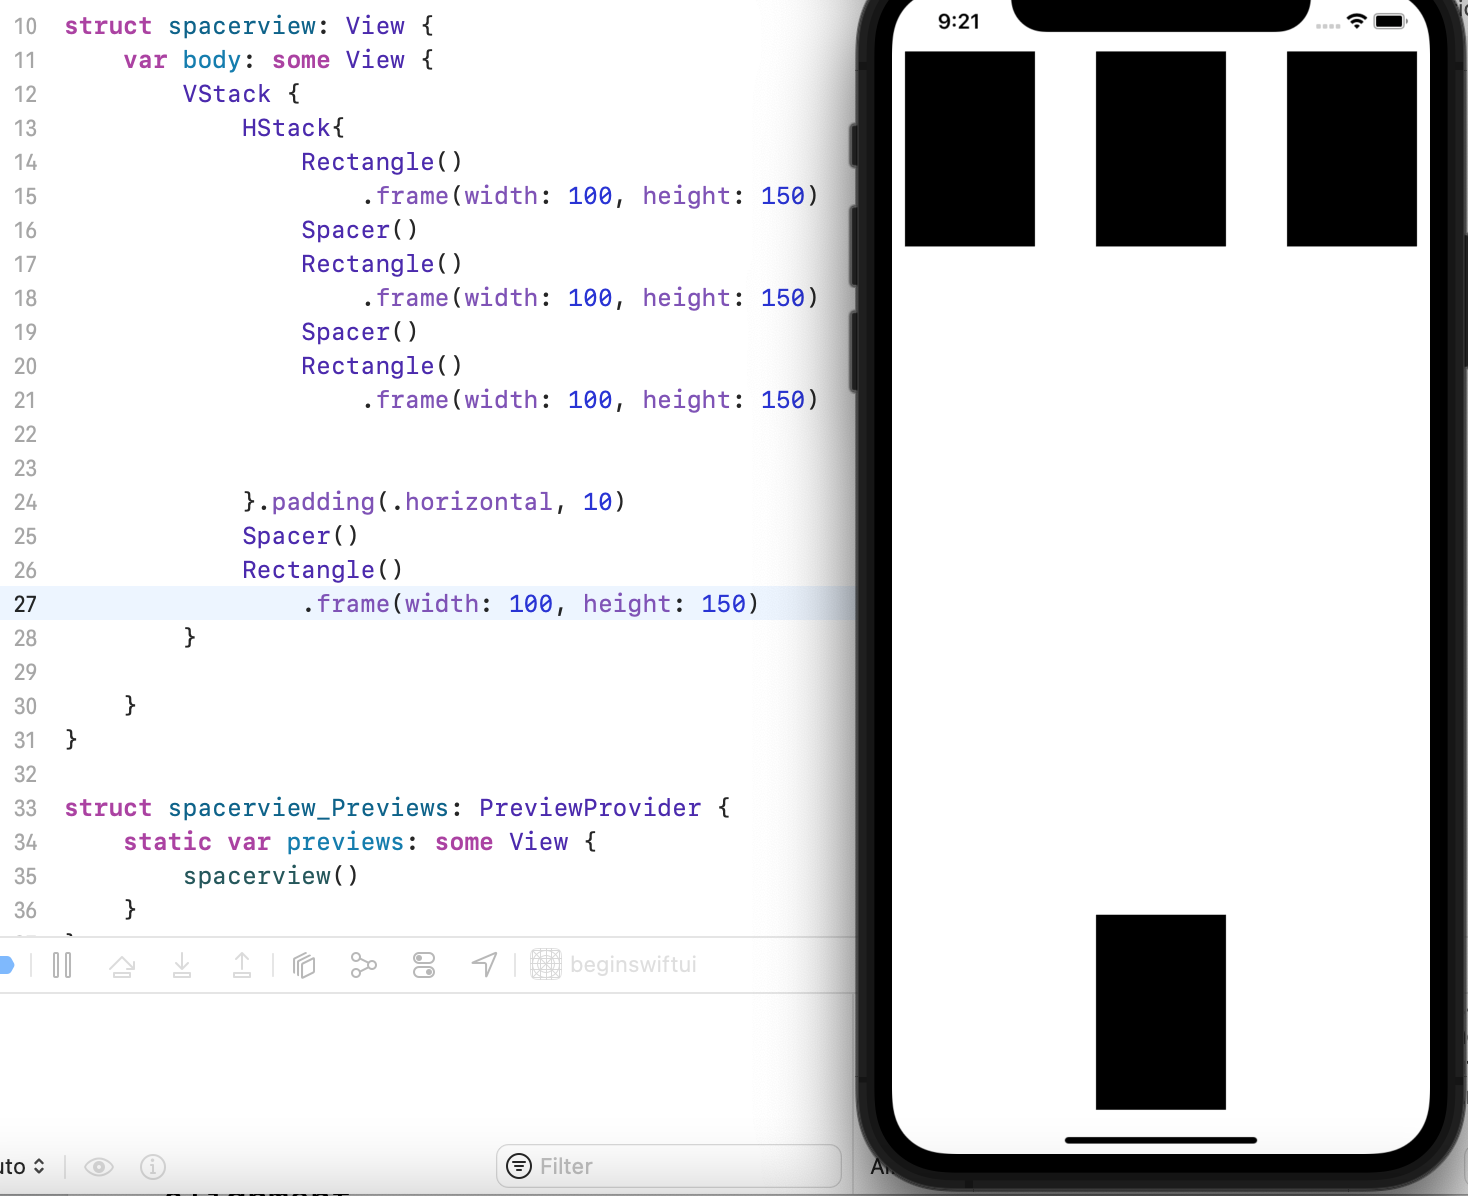 10 struct spacerview: View {
11 var body: some View {
12 VStack {
13 HStack{
14 Rectangle()
15 .frame(width: 100, height: 150)
16 Spacer()
17 Rectangle()
18 .frame(width: 100, height: 150)
19 Spacer()
20 Rectangle()
21 .frame(width: 100, height: 150)
22
23
24 }.padding(.horizontal, 10)
25 Spacer()
26 Rectangle()
27 .frame(width: 100, height: 150)
28 }
29
30 }
31 }
32
33 struct spacerview_Previews: PreviewProvider {
34 static var previews: some View {
35 spacerview()
36 }
beginswiftui
Filter
9:21